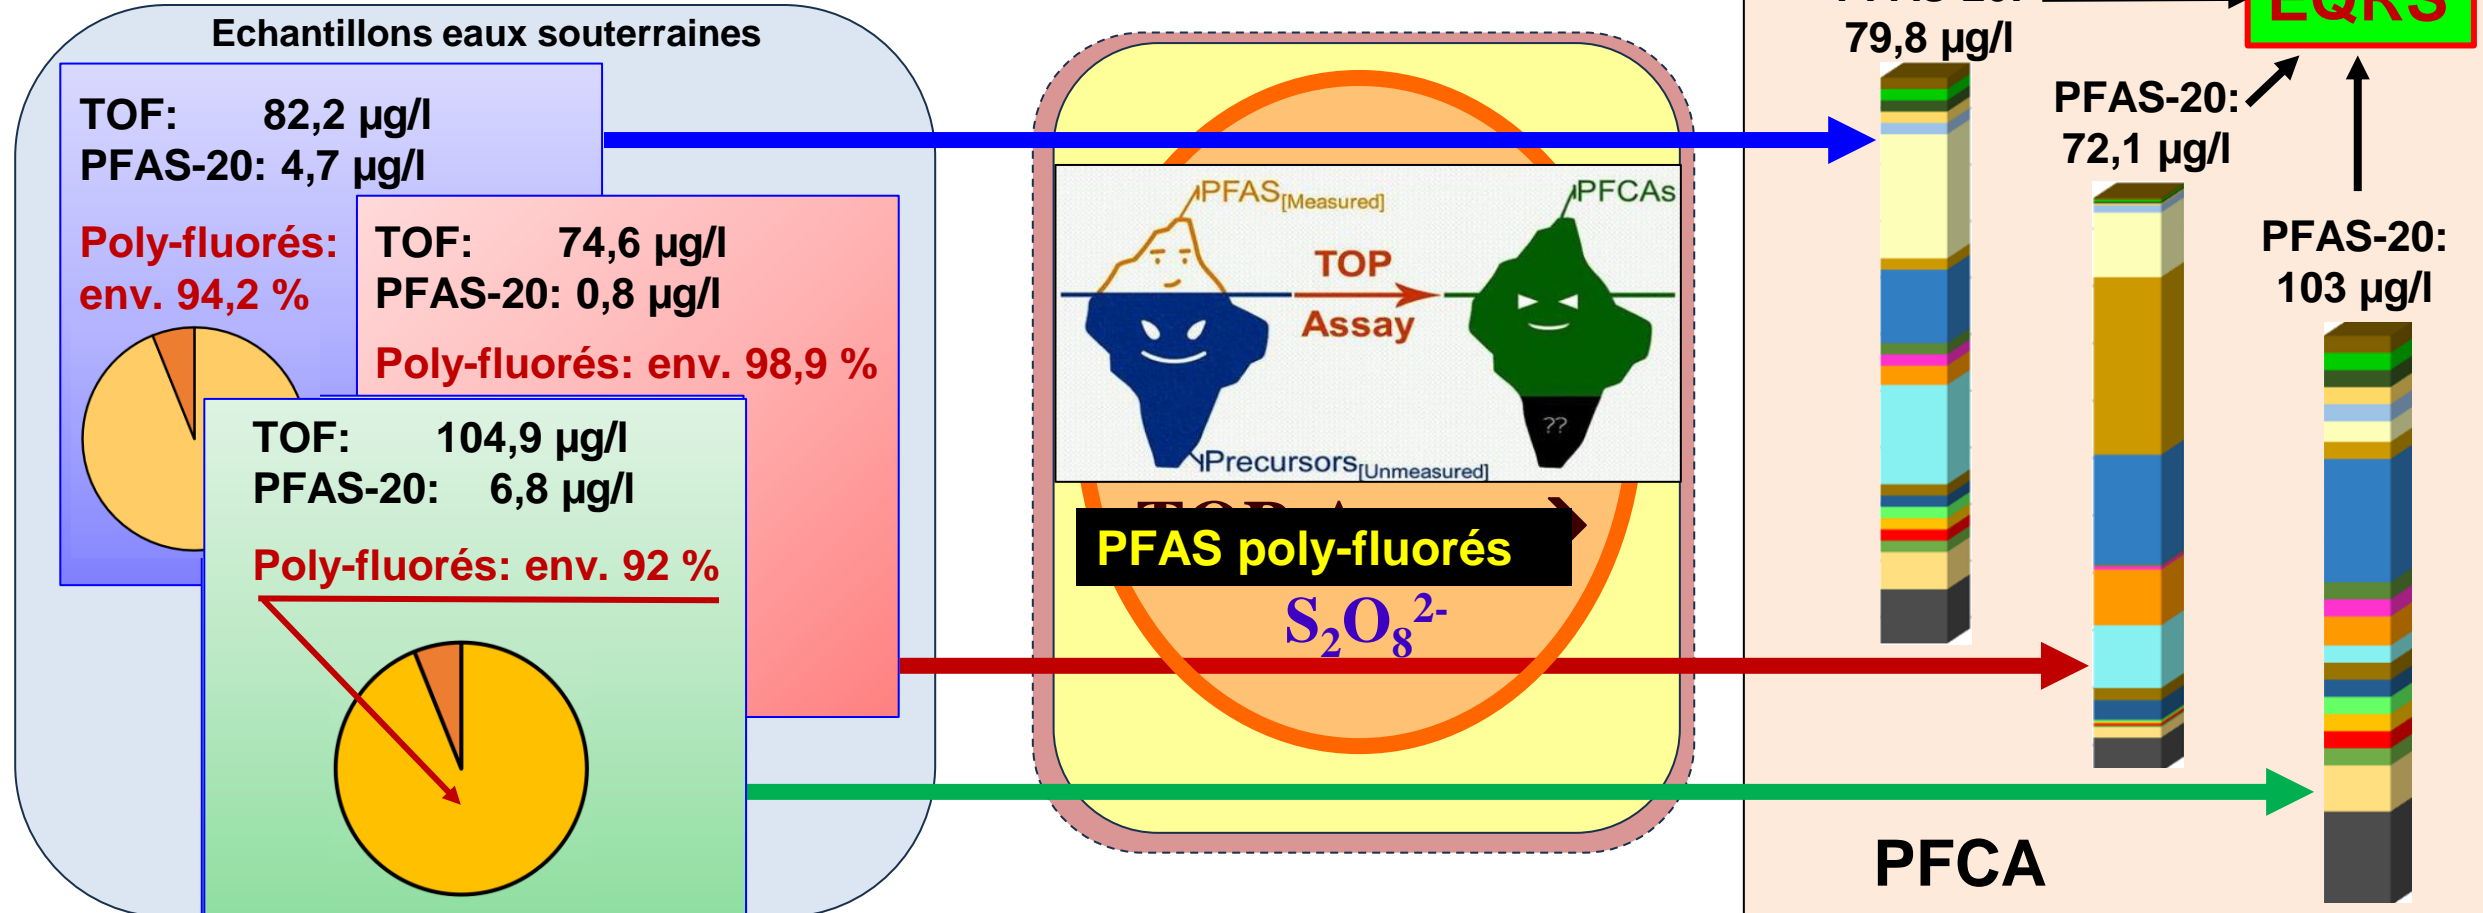 Echantillons eaux souterraines
TOF: 82,2 µg/l
PFAS-20: 4,7 µg/l
Poly-fluorés:
env. 94,2 %
TOF: 74,6 µg/l
PFAS-20: 0,8 µg/l
Poly-fluorés: env. 98,9 %
TOF: 104,9 µg/l
PFAS-20: 6,8 µg/l
Poly-fluorés: env. 92 %
PFAS[Measured]
PFCAs
TOP
Assay
??
Precursors[Unmeasured]
PFAS poly-fluorés
S₂O₈²⁻
79,8 µg/l
EQRS
PFAS-20:
72,1 µg/l
PFAS-20:
103 µg/l
PFCA